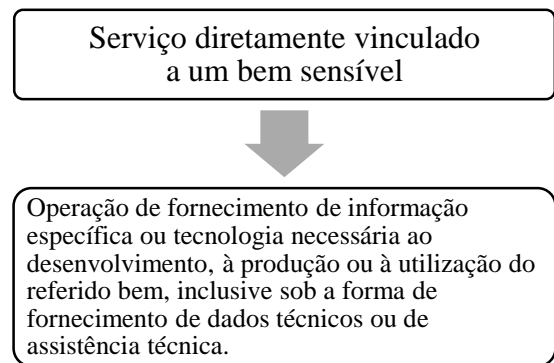 Serviço diretamente vinculado
a um bem sensível
Operação de fornecimento de informação
específica ou tecnologia necessária ao
desenvolvimento, à produção ou à utilização do
referido bem, inclusive sob a forma de
fornecimento de dados técnicos ou de
assistência técnica.